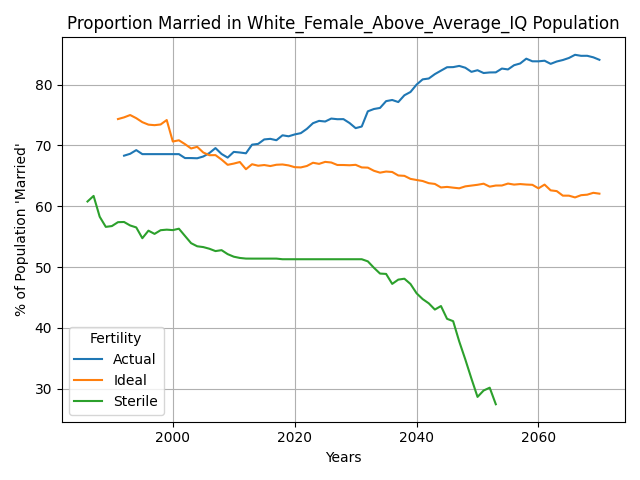 Proportion Married in White_Female_Above_Average_IQ Population
% of Population 'Married'
80
70
60
50
40
30
Fertility
Actual
Ideal
Sterile
2000 2020 2040 2060
Years